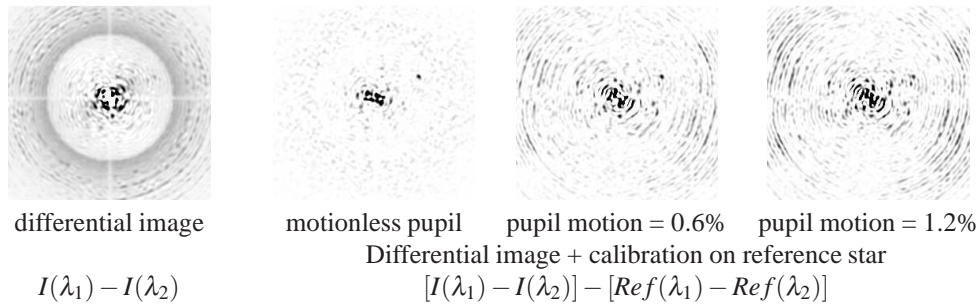 differential image
motionless pupil
pupil motion = 0.6%
pupil motion = 1.2%
Differential image + calibration on reference star
I(λ₁) − I(λ₂)
[I(λ₁) − I(λ₂)] − [Ref(λ₁) − Ref(λ₂)]